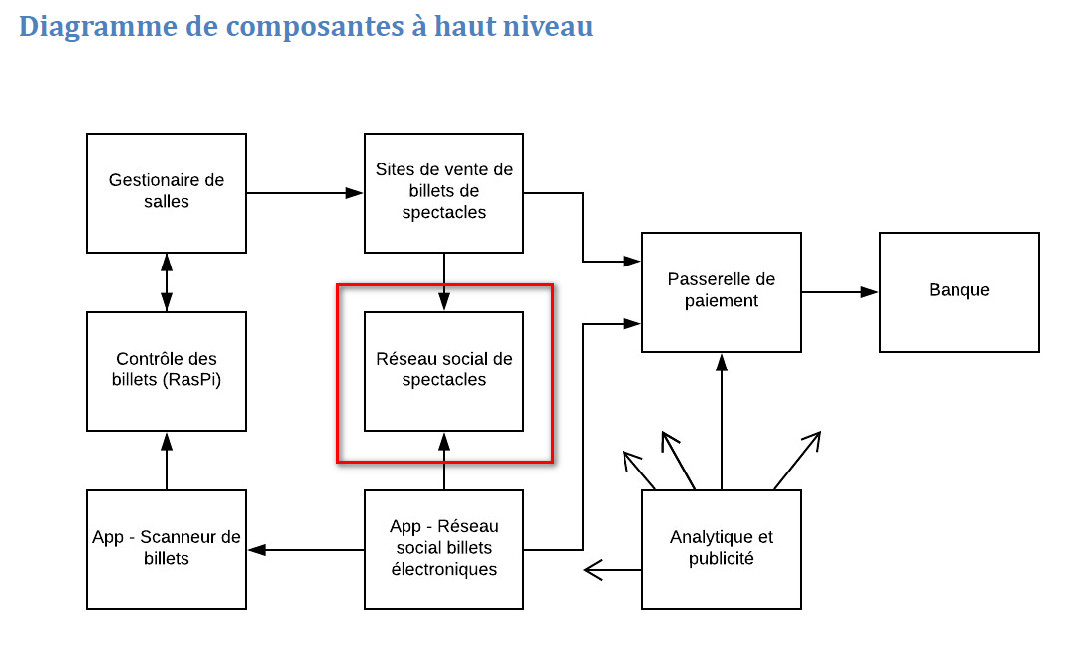 Diagramme de composantes à haut niveau
Gestionaire de
salles
Sites de vente de
billets de
spectacles
Passerelle de
paiement
Banque
Contrôle des
billets (RasPi)
Réseau social de
spectacles
App - Scanneur de
billets
App - Réseau
social billets
électroniques
Analytique et
publicité